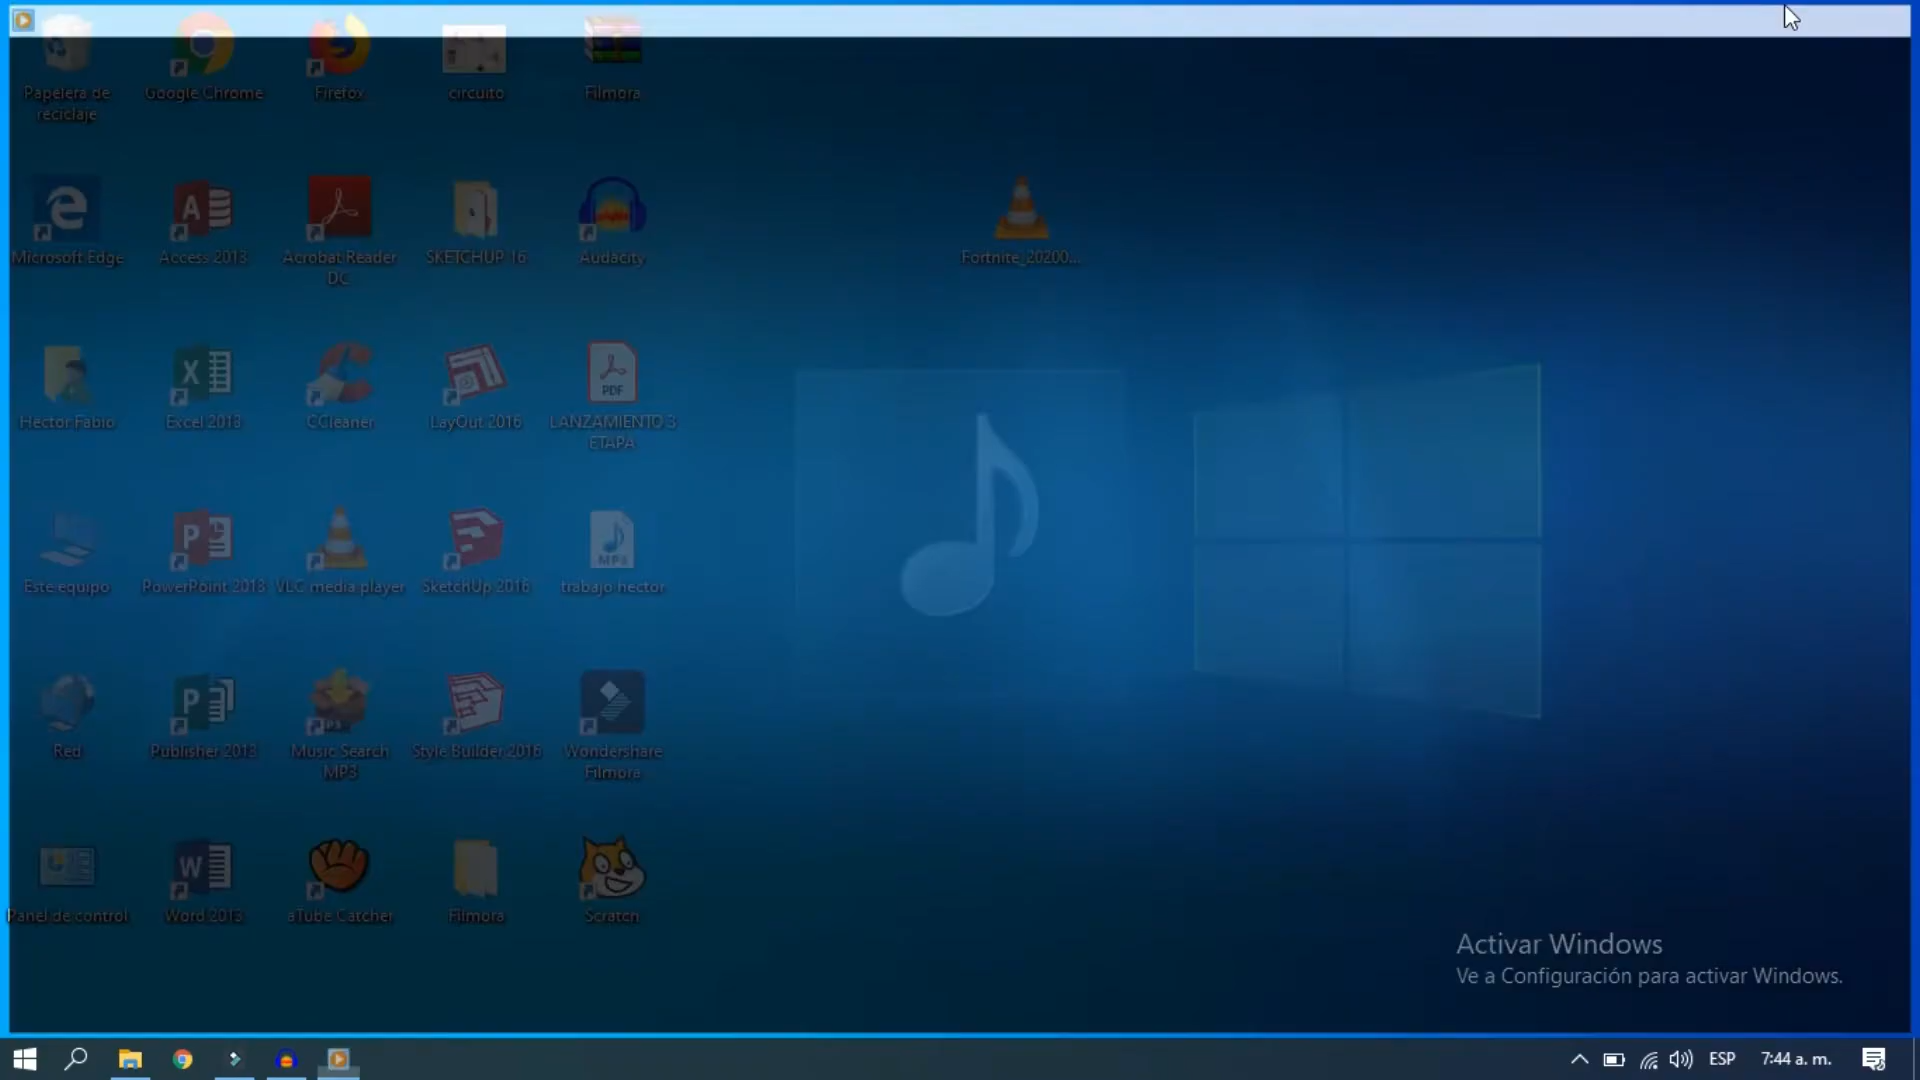 Papelera de
reciclaje
Google Chrome
Firefox
circuito
Filmora
Microsoft Edge
Access 2013
Acrobat Reader
DC
SKETCHUP 16
Audacity
Fortnite_20200...
Hector Fabio
Excel 2013
CCleaner
LayOut 2016
PDF
LANZAMIENTO 3
ETAPA
Este equipo
PowerPoint 2013
VLC media player
SketchUp 2016
MP3
trabajo hector
Red
Publisher 2013
Music Search
MP3
Style Builder 2016
Wondershare
Filmora
Panel de control
Word 2013
aTube Catcher
Filmora
Scratch
Activar Windows
Ve a Configuración para activar Windows.
ESP
7:44 a. m.